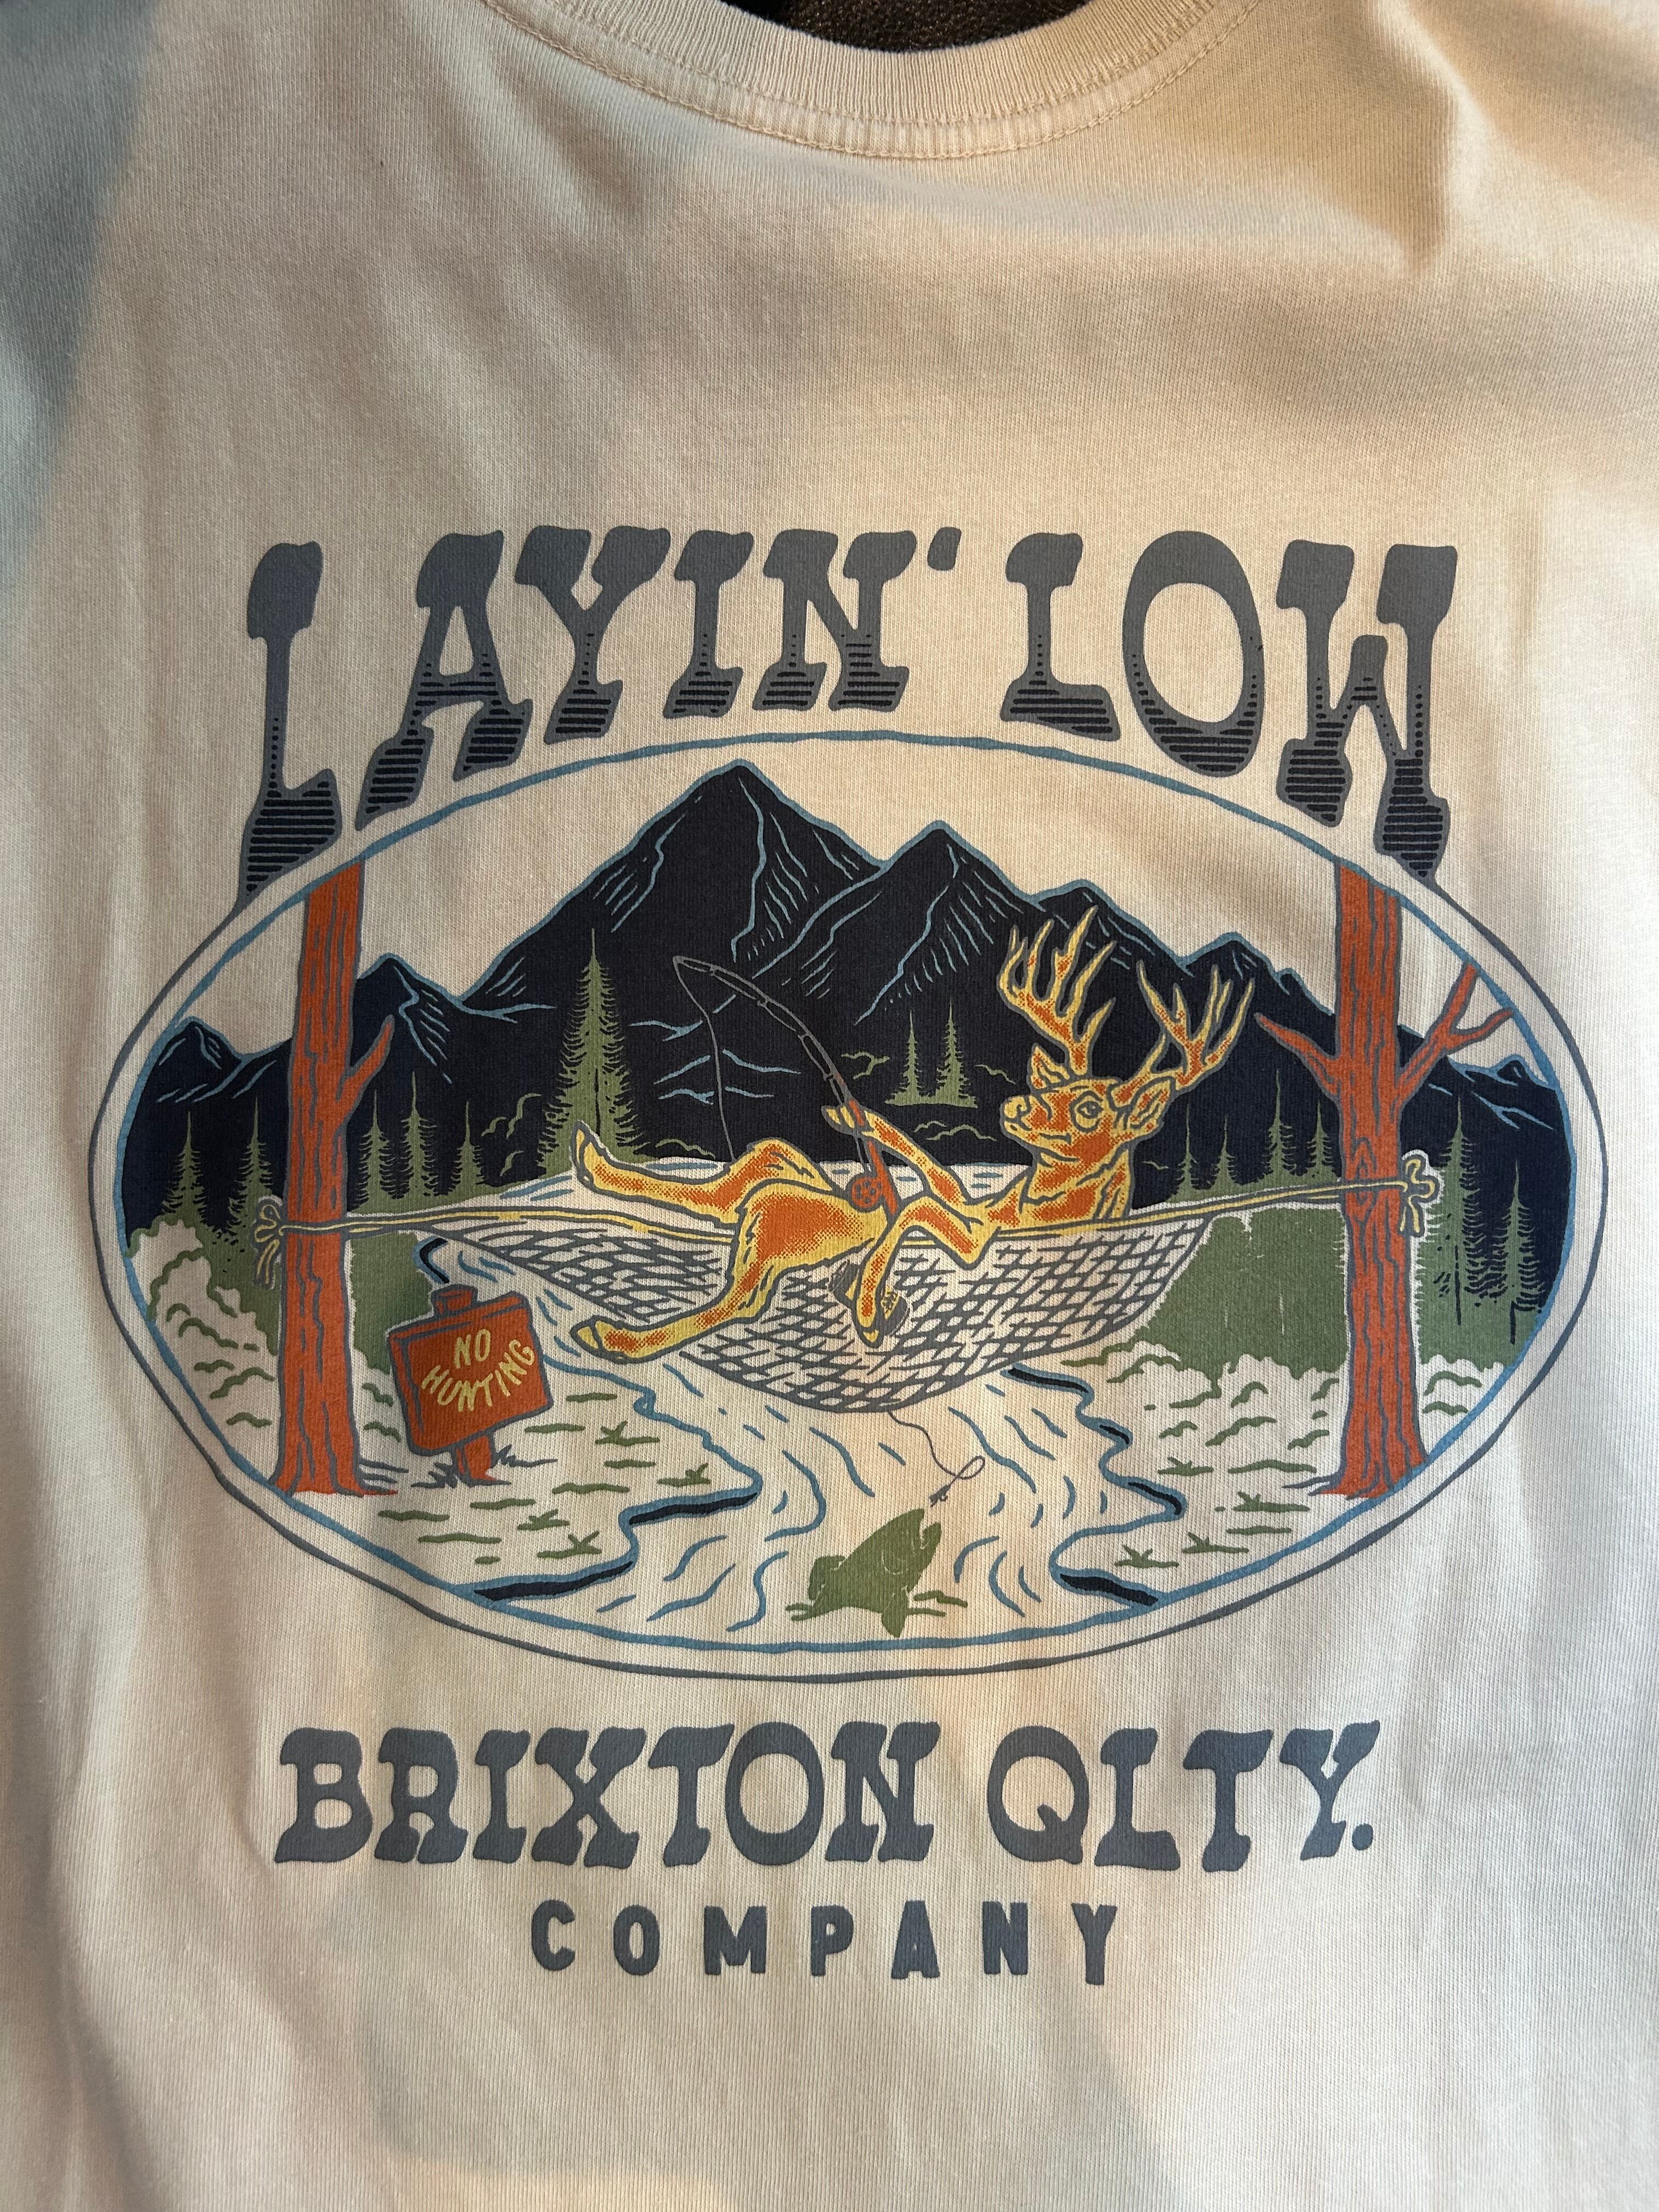 LAYIN' LOW
NO
HUNTING
BRIXTON QLTY.
COMPANY